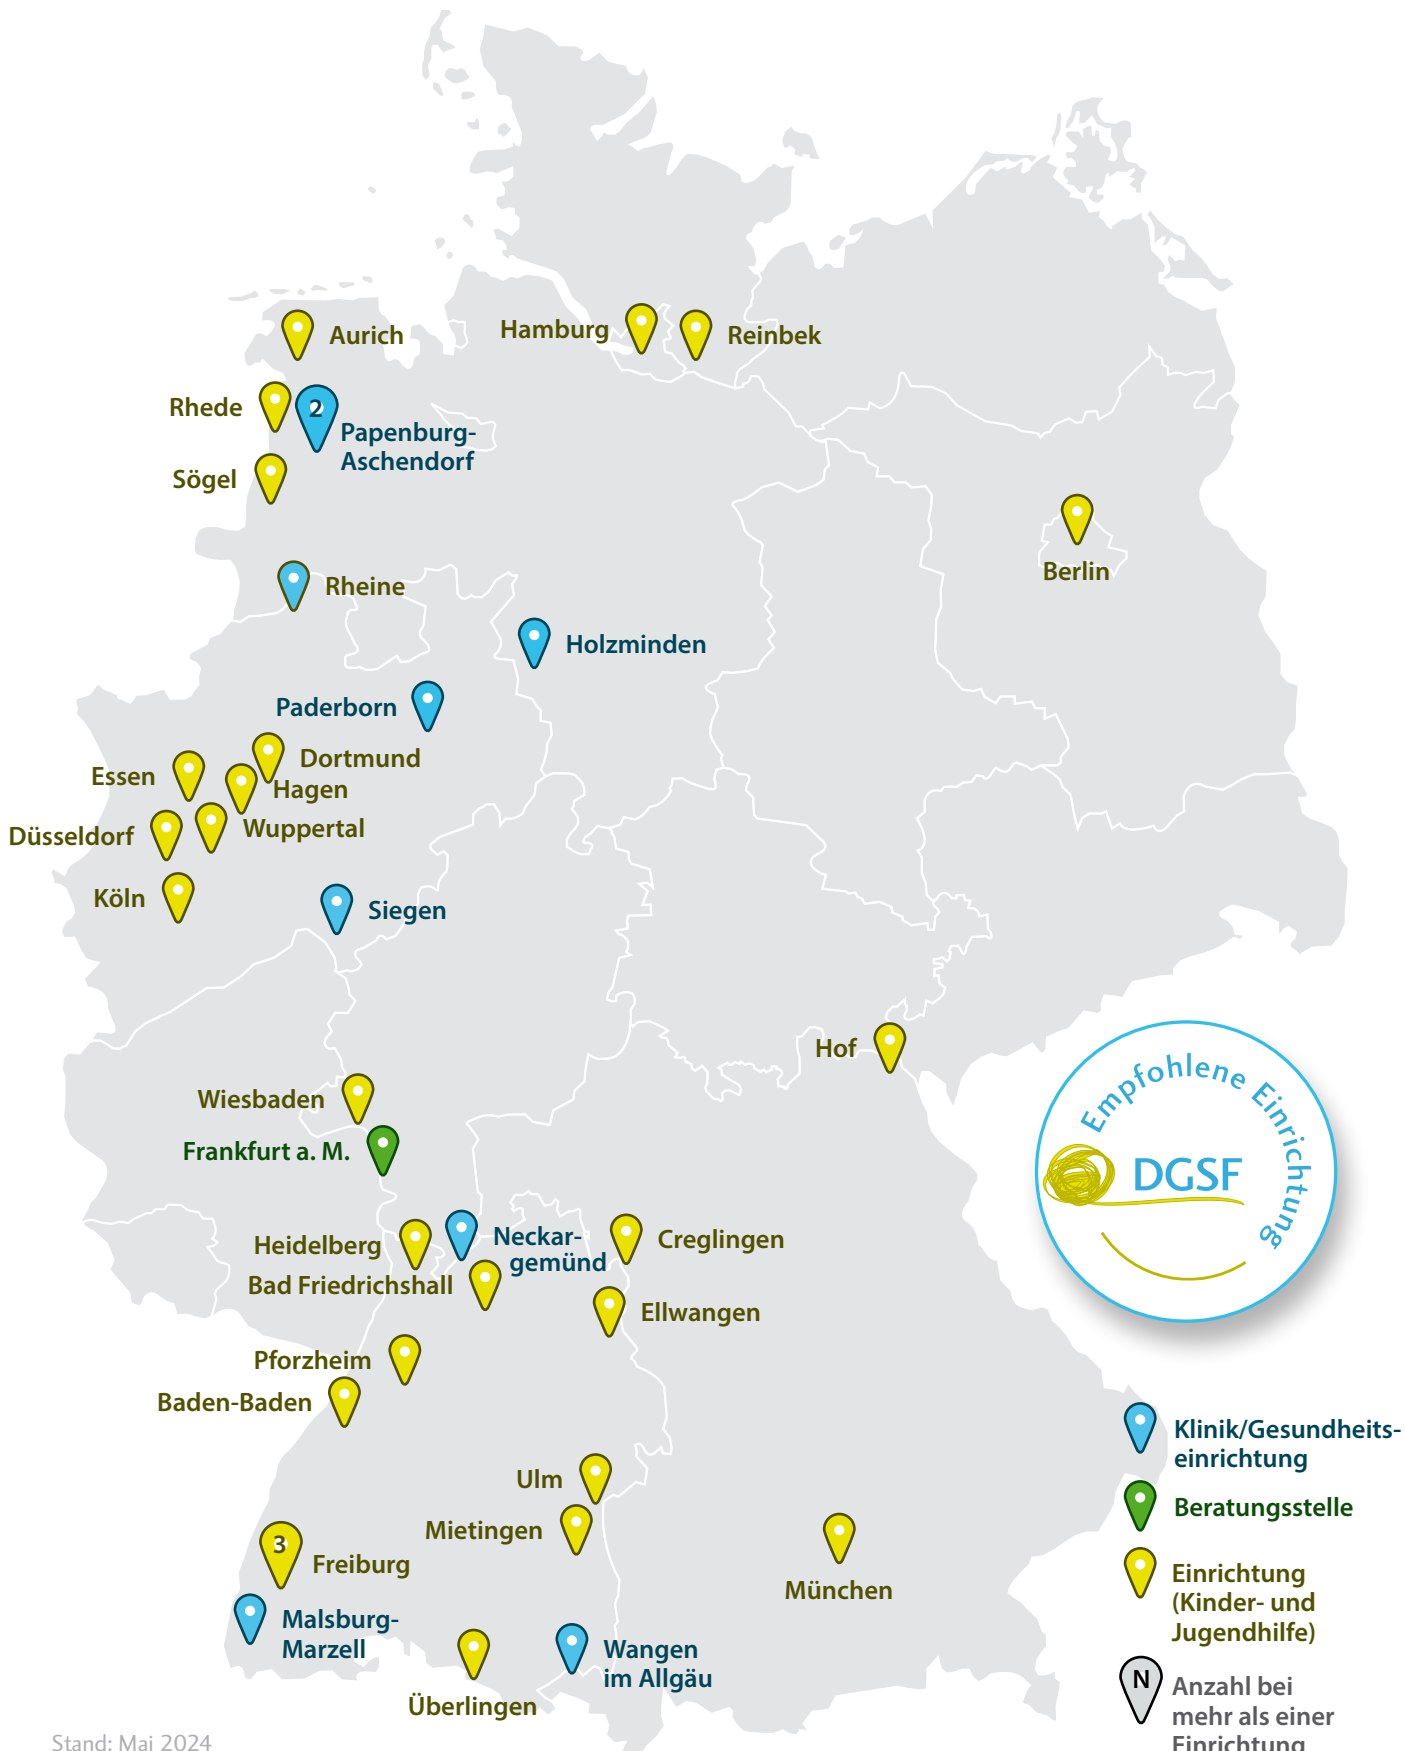 Aurich
Hamburg
Reinbek
Rhede
2
Papenburg-
Aschendorf
Sögel
Berlin
Rheine
Holzminden
Paderborn
Dortmund
Essen
Hagen
Wuppertal
Düsseldorf
Köln
Siegen
Hof
Wiesbaden
Frankfurt a. M.
Empfohlene Einrichtung
DGSF
Heidelberg
Neckar-
gemünd
Creglingen
Bad Friedrichshall
Ellwangen
Pforzheim
Baden-Baden
Ulm
Mietingen
3
Freiburg
München
Malsburg-
Marzell
Wangen
im Allgäu
Überlingen
Klinik/Gesundheits-
einrichtung
Beratungsstelle
Einrichtung
(Kinder- und
Jugendhilfe)
N
Anzahl bei
mehr als einer
Einrichtung
Stand: Mai 2024